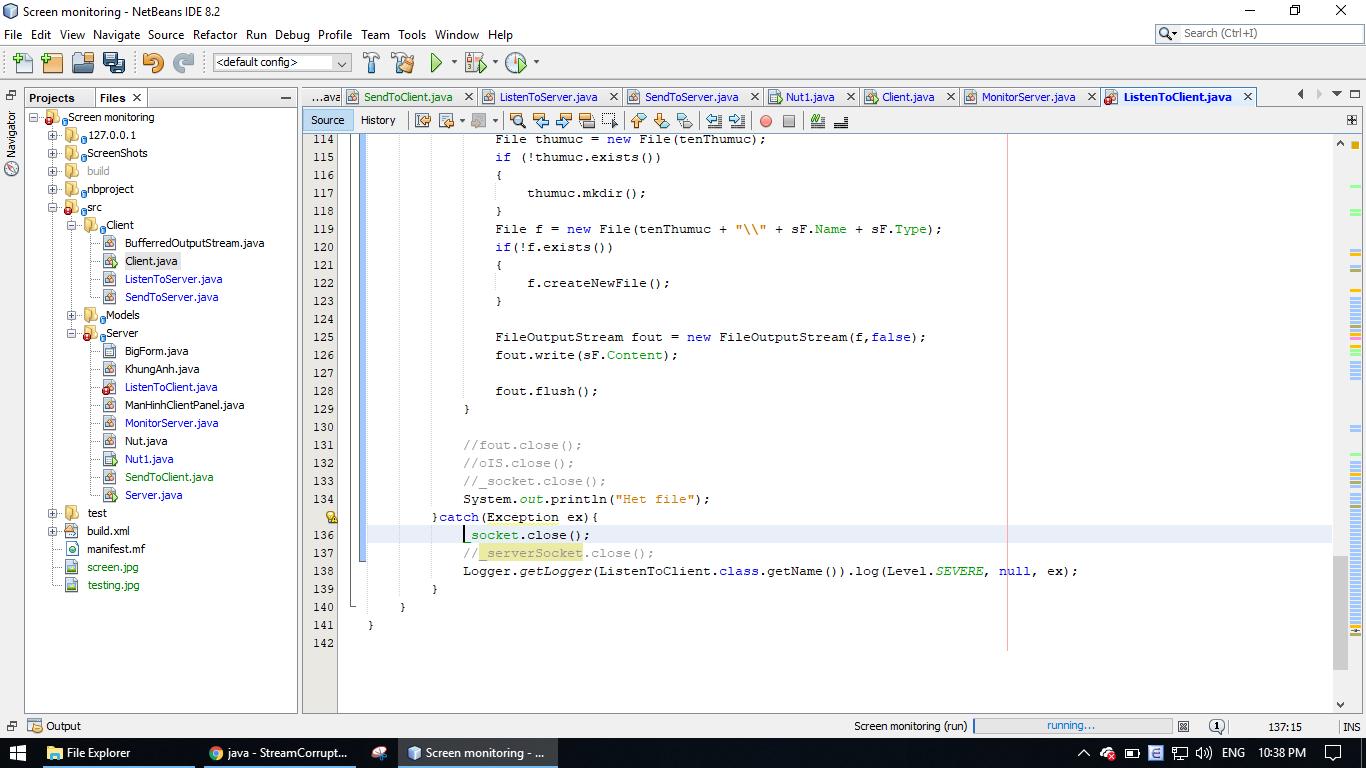 Screen monitoring - NetBeans IDE 8.2
File Edit View Navigate Source Refactor Run Debug Profile Team Tools Window Help
Search (Ctrl+I)
<default config>
Projects
Files
...ava
SendToClient.java
ListenToServer.java
SendToServer.java
Nut1.java
Client.java
MonitorServer.java
ListenToClient.java
Navigator
Source
History
Screen monitoring
127.0.0.1
ScreenShots
build
nbproject
src
Client
BufferredOutputStream.java
Client.java
ListenToServer.java
SendToServer.java
Models
Server
BigForm.java
KhungAnh.java
ListenToClient.java
ManHinhClientPanel.java
MonitorServer.java
Nut.java
Nut1.java
SendToClient.java
Server.java
test
build.xml
manifest.mf
screen.jpg
testing.jpg
114 File thumuc = new File(tenThumuc);
115 if (!thumuc.exists())
116 {
117 thumuc.mkdir();
118 }
119 File f = new File(tenThumuc + "\\" + sF.Name + sF.Type);
120 if(!f.exists())
121 {
122 f.createNewFile();
123 }
124
125 FileOutputStream fout = new FileOutputStream(f,false);
126 fout.write(sF.Content);
127
128 fout.flush();
129 }
130
131 //fout.close();
132 //oIS.close();
133 //_socket.close();
134 System.out.println("Het file");
}catch(Exception ex){
136 _socket.close();
137 //_serverSocket.close();
138 Logger.getLogger(ListenToClient.class.getName()).log(Level.SEVERE, null, ex);
139 }
140 }
141 }
142
Output
Screen monitoring (run)
running...
1
137:15
INS
File Explorer
java - StreamCorrupt...
Screen monitoring - ...
ENG
10:38 PM